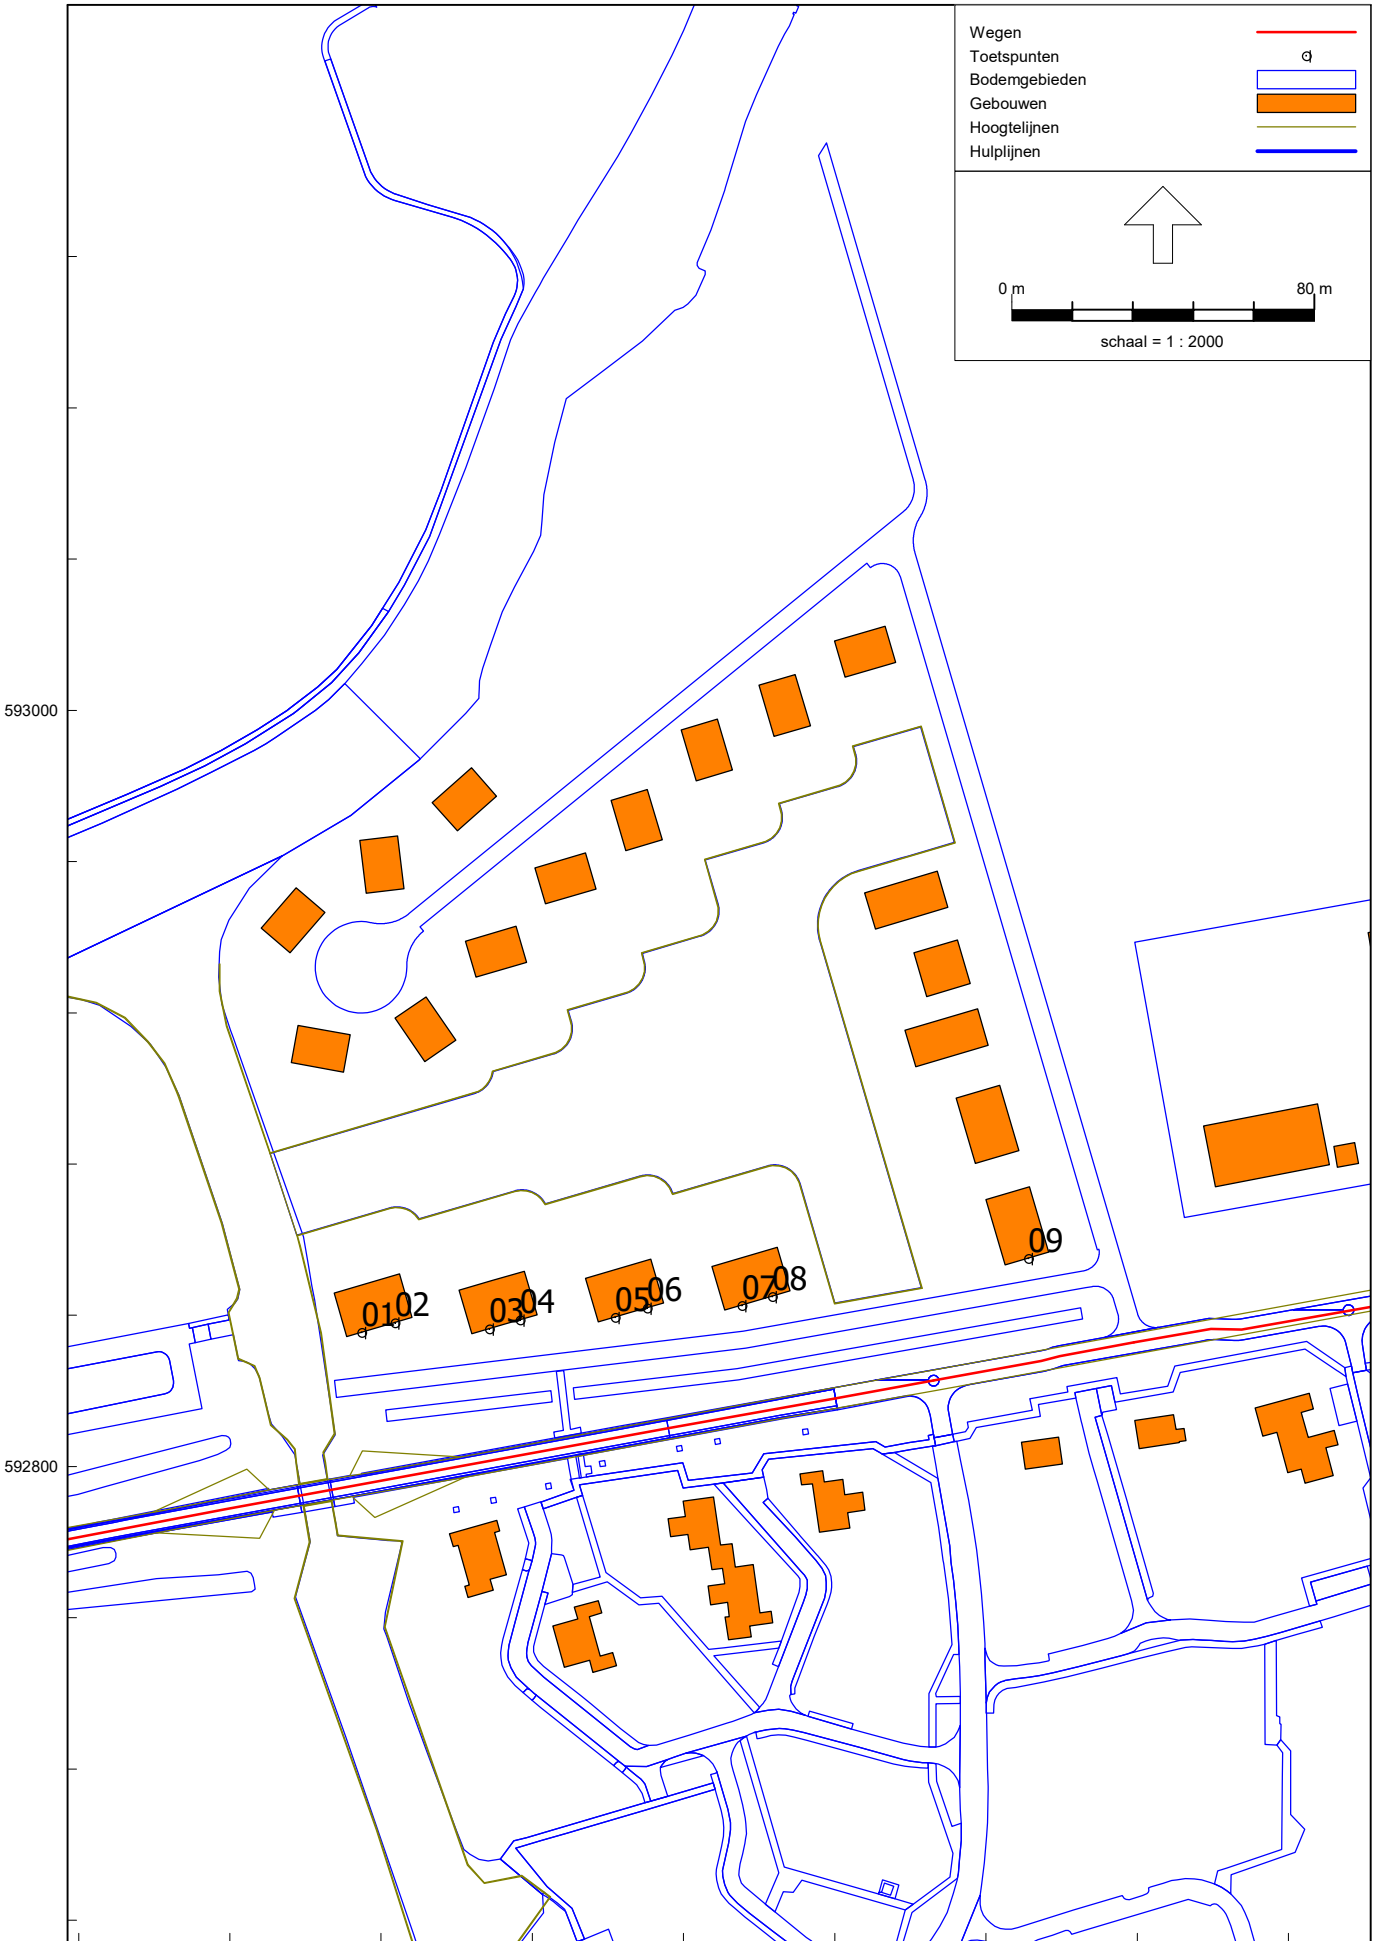 Wegen
Toetspunten
Bodemgebieden
Gebouwen
Hoogtelijnen
Hulplijnen
0 m 80 m
schaal = 1 : 2000
593000
09
01 02 03 04 05 06 07 08
592800